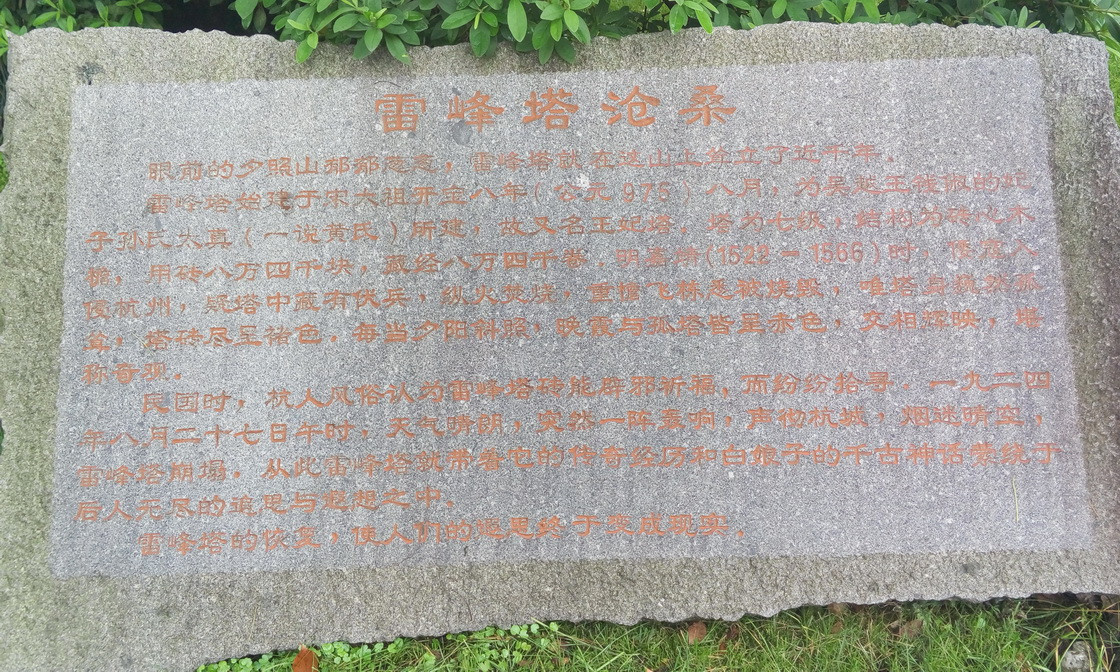 雷峰塔沧桑
眼前的夕照山郁郁葱葱，雷峰塔就在这山上耸立了近千年。
雷峰塔始建于宋太祖开宝八年（公元975）八月，为吴越王钱俶的妃
子孙氏太真（一说黄氏）所建，故又名王妃塔。塔为七级，结构为砖心木
檐，用砖八万四千块，藏经八万四千卷。明嘉靖(1522－1566)时，倭寇入
侵杭州，疑塔中藏有伏兵，纵火焚烧，重檐飞栋悉被烧毁，唯塔身巍然孤
矗，塔砖尽呈褚色。每当夕阳斜照，晚霞与孤塔皆呈赤色，交相辉映，堪
称奇观。
民国时，杭人风俗认为雷峰塔砖能辟邪祈福，而纷纷拾寻。一九二四
年八月二十七日午时，天气晴朗，突然一阵轰响，声彻杭城，烟迷晴空，
雷峰塔崩塌。从此雷峰塔就带着它的传奇经历和白娘子的千古神话萦绕于
后人无尽的追思与遐想之中。
雷峰塔的恢复，使人们的追思终于变成现实。